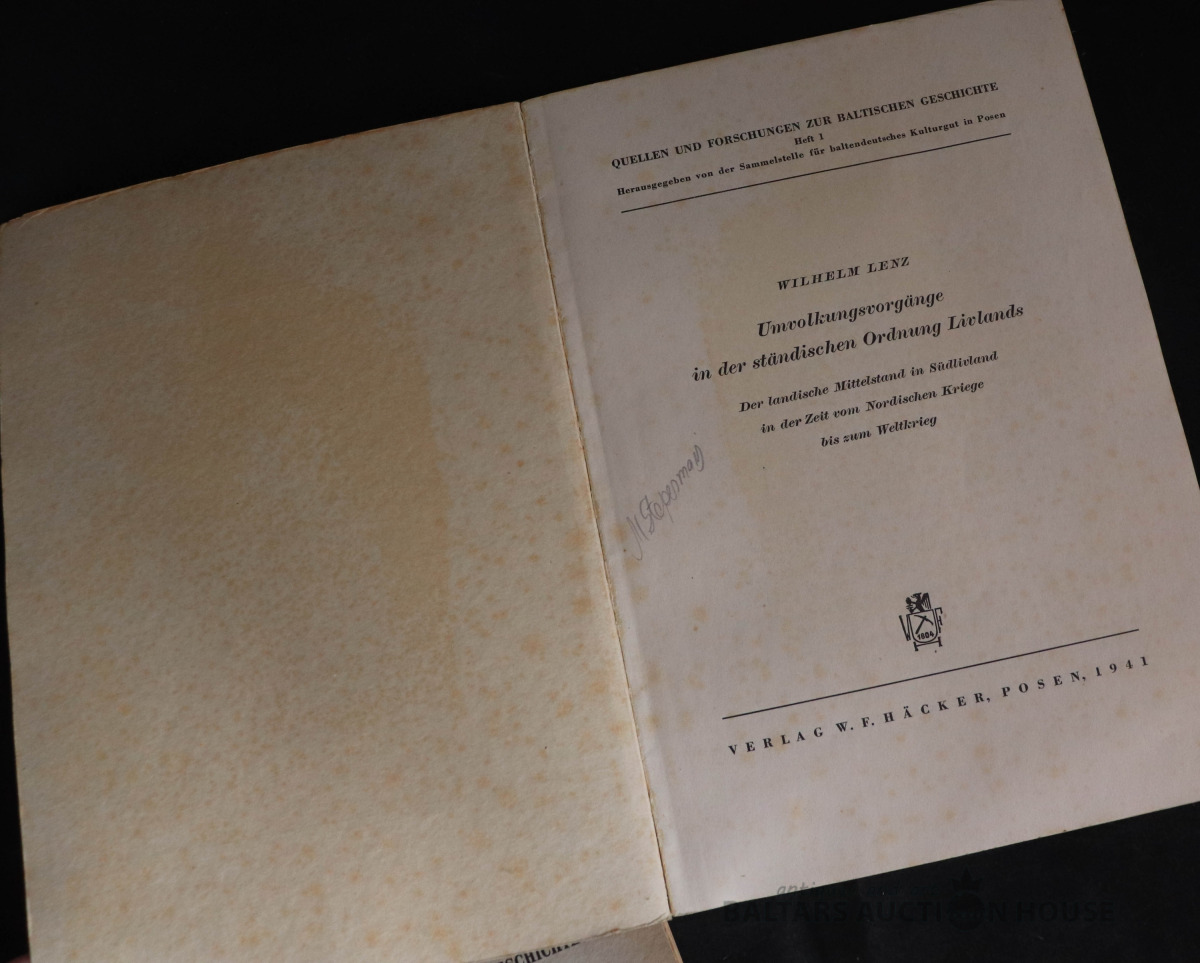 QUELLEN UND FORSCHUNGEN ZUR BALTISCHEN GESCHICHTE
Heft 1
Herausgegeben von der Sammelstelle für baltendeutsches Kulturgut in Posen
WILHELM LENZ
Umvolkungsvorgänge
in der ständischen Ordnung Livlands
Der landische Mittelstand in Südlivland
in der Zeit vom Nordischen Kriege
bis zum Weltkrieg
1804
VERLAG W. F. HÄCKER, POSEN, 1941
BALTARS AUCTION HOUSE